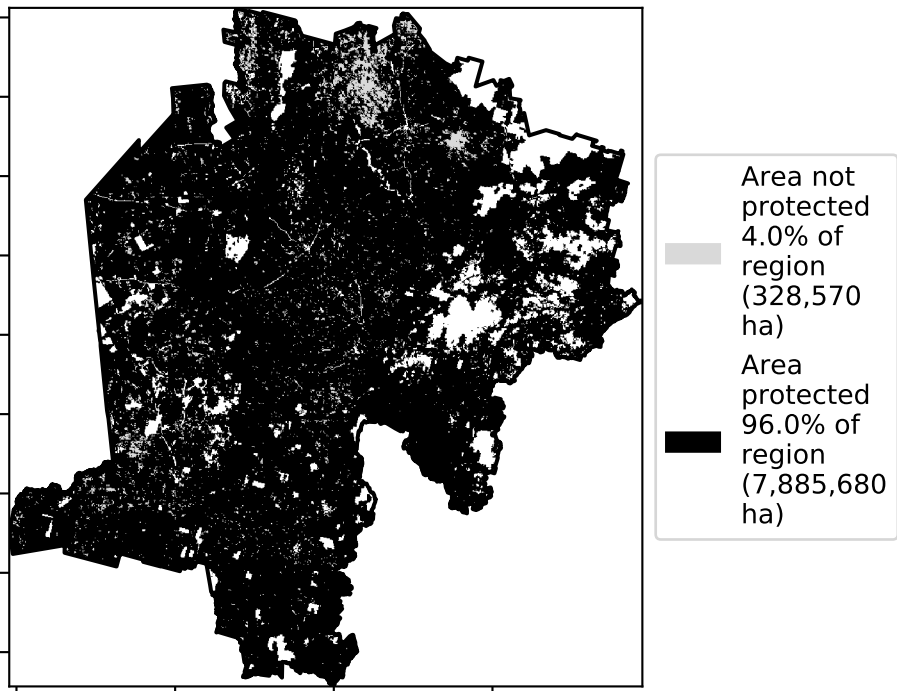 Area not
protected
4.0% of
region
(328,570
ha)
Area
protected
96.0% of
region
(7,885,680
ha)